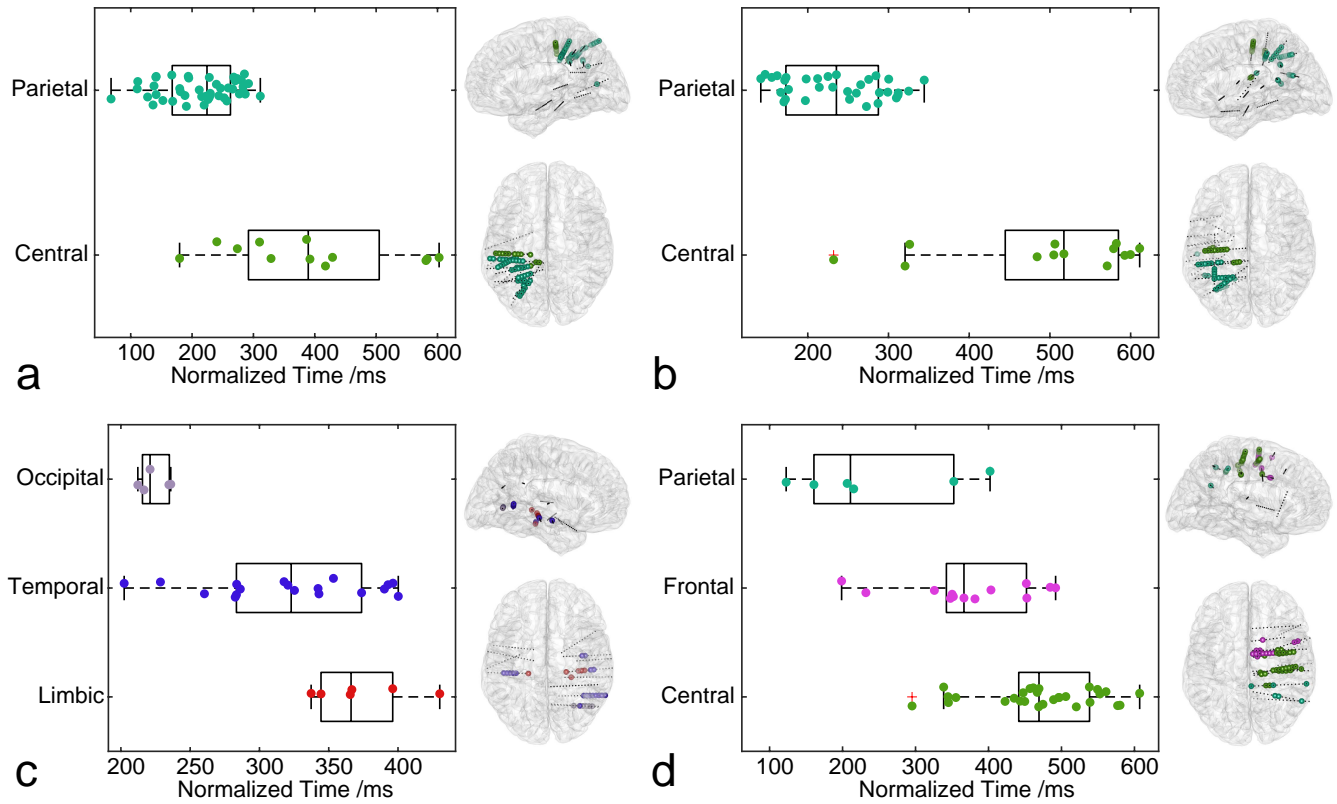 Parietal
Central
100 200 300 400 500 600
Normalized Time /ms
a
Parietal
Central
200 300 400 500 600
Normalized Time /ms
b
Occipital
Temporal
Limbic
200 250 300 350 400
Normalized Time /ms
c
Parietal
Frontal
Central
100 200 300 400 500 600
Normalized Time /ms
d